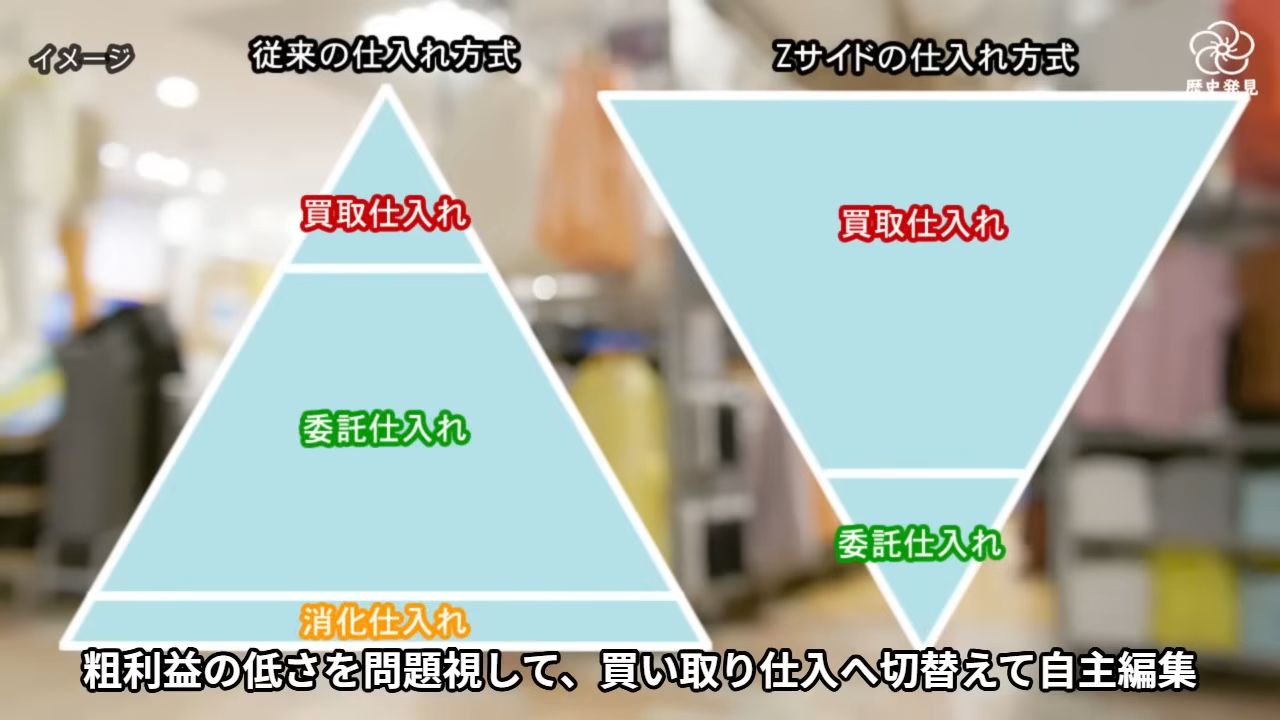 イメージ
従来の仕入れ方式
Zサイドの仕入れ方式
歴史発見
買取仕入れ
委託仕入れ
消化仕入れ
買取仕入れ
委託仕入れ
粗利益の低さを問題視して、買い取り仕入へ切替えて自主編集